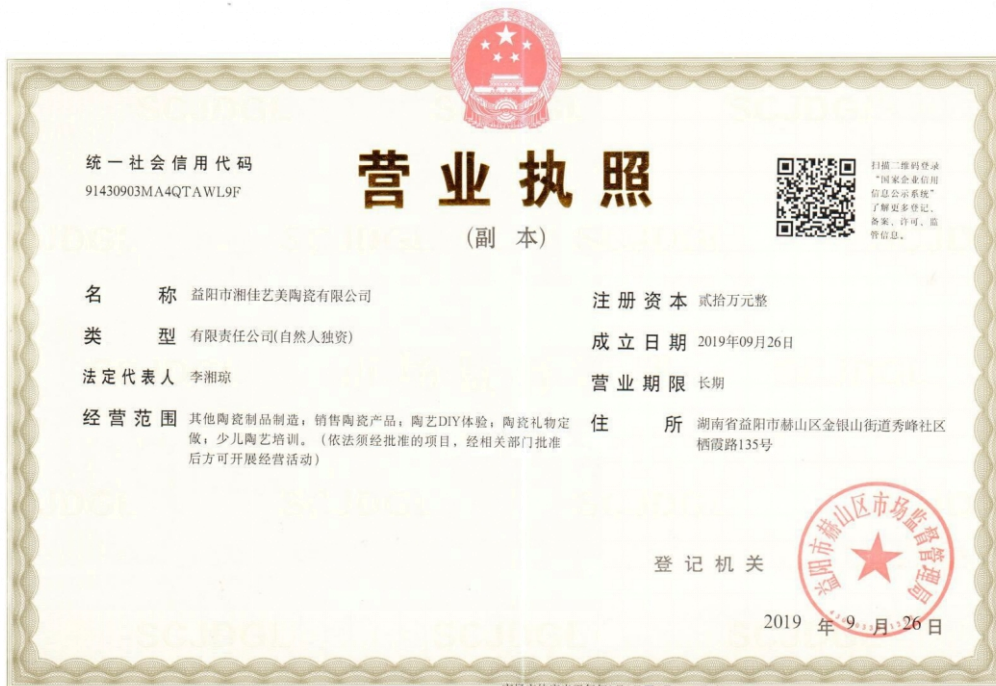 统一社会信用代码
91430903MA4QTAWL9F
营业执照
(副 本)
扫描二维码登录
“国家企业信用
信息公示系统”
了解更多登记、
备案、许可、监
管信息。
名 称 益阳市湘佳艺美陶瓷有限公司
类 型 有限责任公司(自然人独资)
法定代表人 李湘琼
经营范围 其他陶瓷制品制造；销售陶瓷产品；陶艺DIY体验；陶瓷礼物定
做；少儿陶艺培训。（依法须经批准的项目，经相关部门批准
后方可开展经营活动）
注册资本 贰拾万元整
成立日期 2019年09月26日
营业期限 长期
住 所 湖南省益阳市赫山区金银山街道秀峰社区
栖霞路135号
登记机关
益阳市赫山区市场监督管理局
2019 年 9 月 26 日